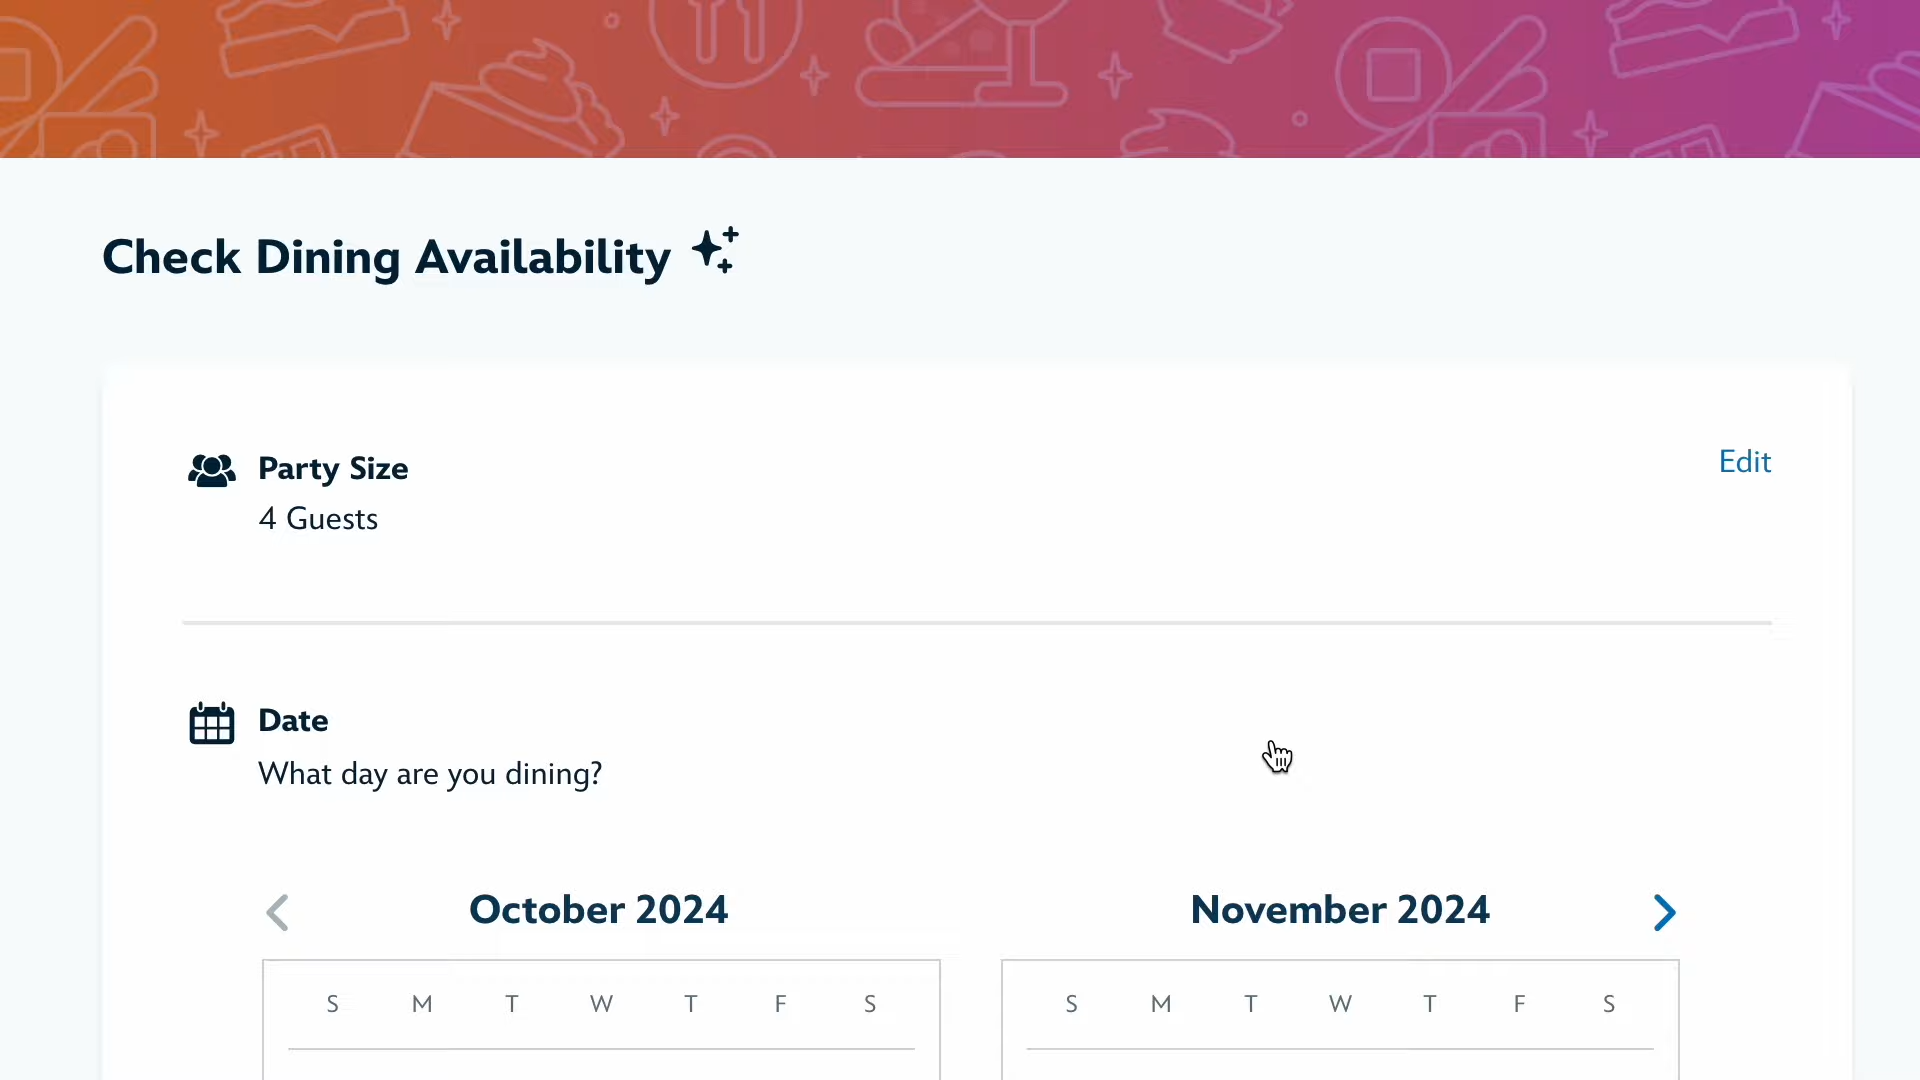 Check Dining Availability
Party Size
Edit
4 Guests
Date
What day are you dining?
October 2024
November 2024
S M T W T F S
S M T W T F S